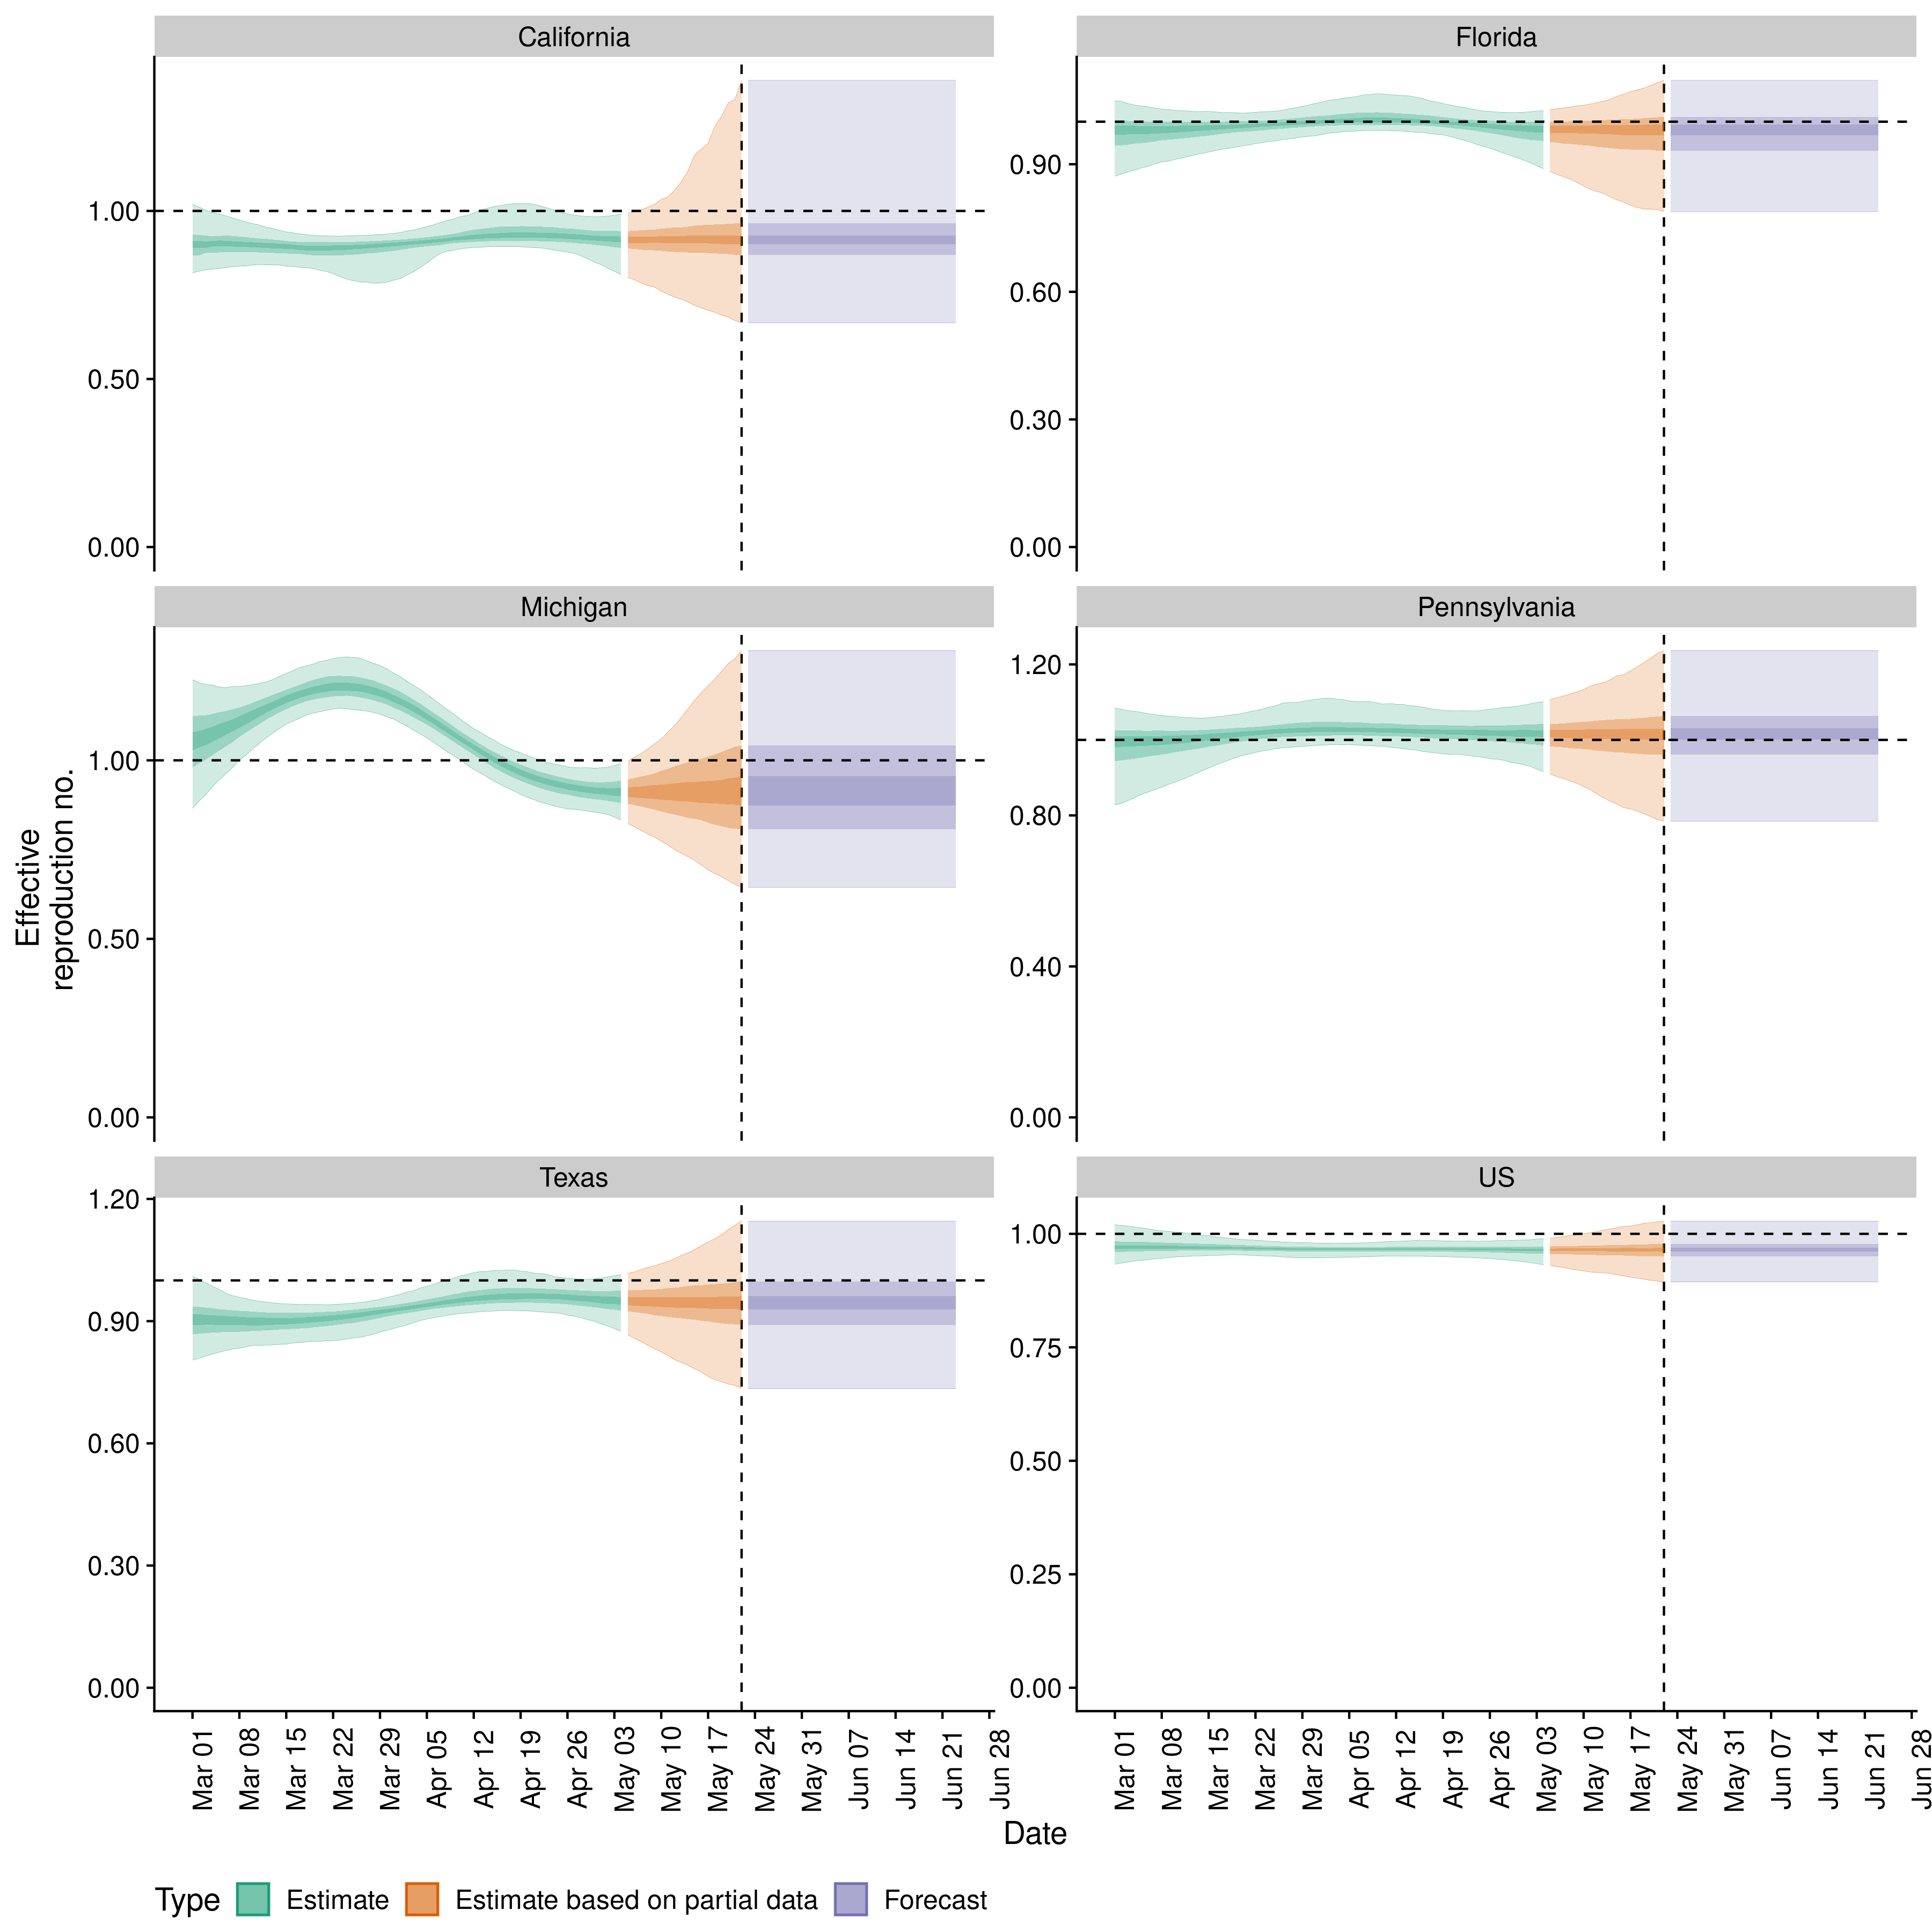 California
Florida
1.00
0.50
0.00
0.90
0.60
0.30
0.00
Michigan
Pennsylvania
1.00
0.50
0.00
1.20
0.80
0.40
0.00
Effective
reproduction no.
Texas
US
1.20
0.90
0.60
0.30
0.00
1.00
0.75
0.50
0.25
0.00
Mar 01
Mar 08
Mar 15
Mar 22
Mar 29
Apr 05
Apr 12
Apr 19
Apr 26
May 03
May 10
May 17
May 24
May 31
Jun 07
Jun 14
Jun 21
Jun 28
Mar 01
Mar 08
Mar 15
Mar 22
Mar 29
Apr 05
Apr 12
Apr 19
Apr 26
May 03
May 10
May 17
May 24
May 31
Jun 07
Jun 14
Jun 21
Jun 28
Date
Type Estimate Estimate based on partial data Forecast